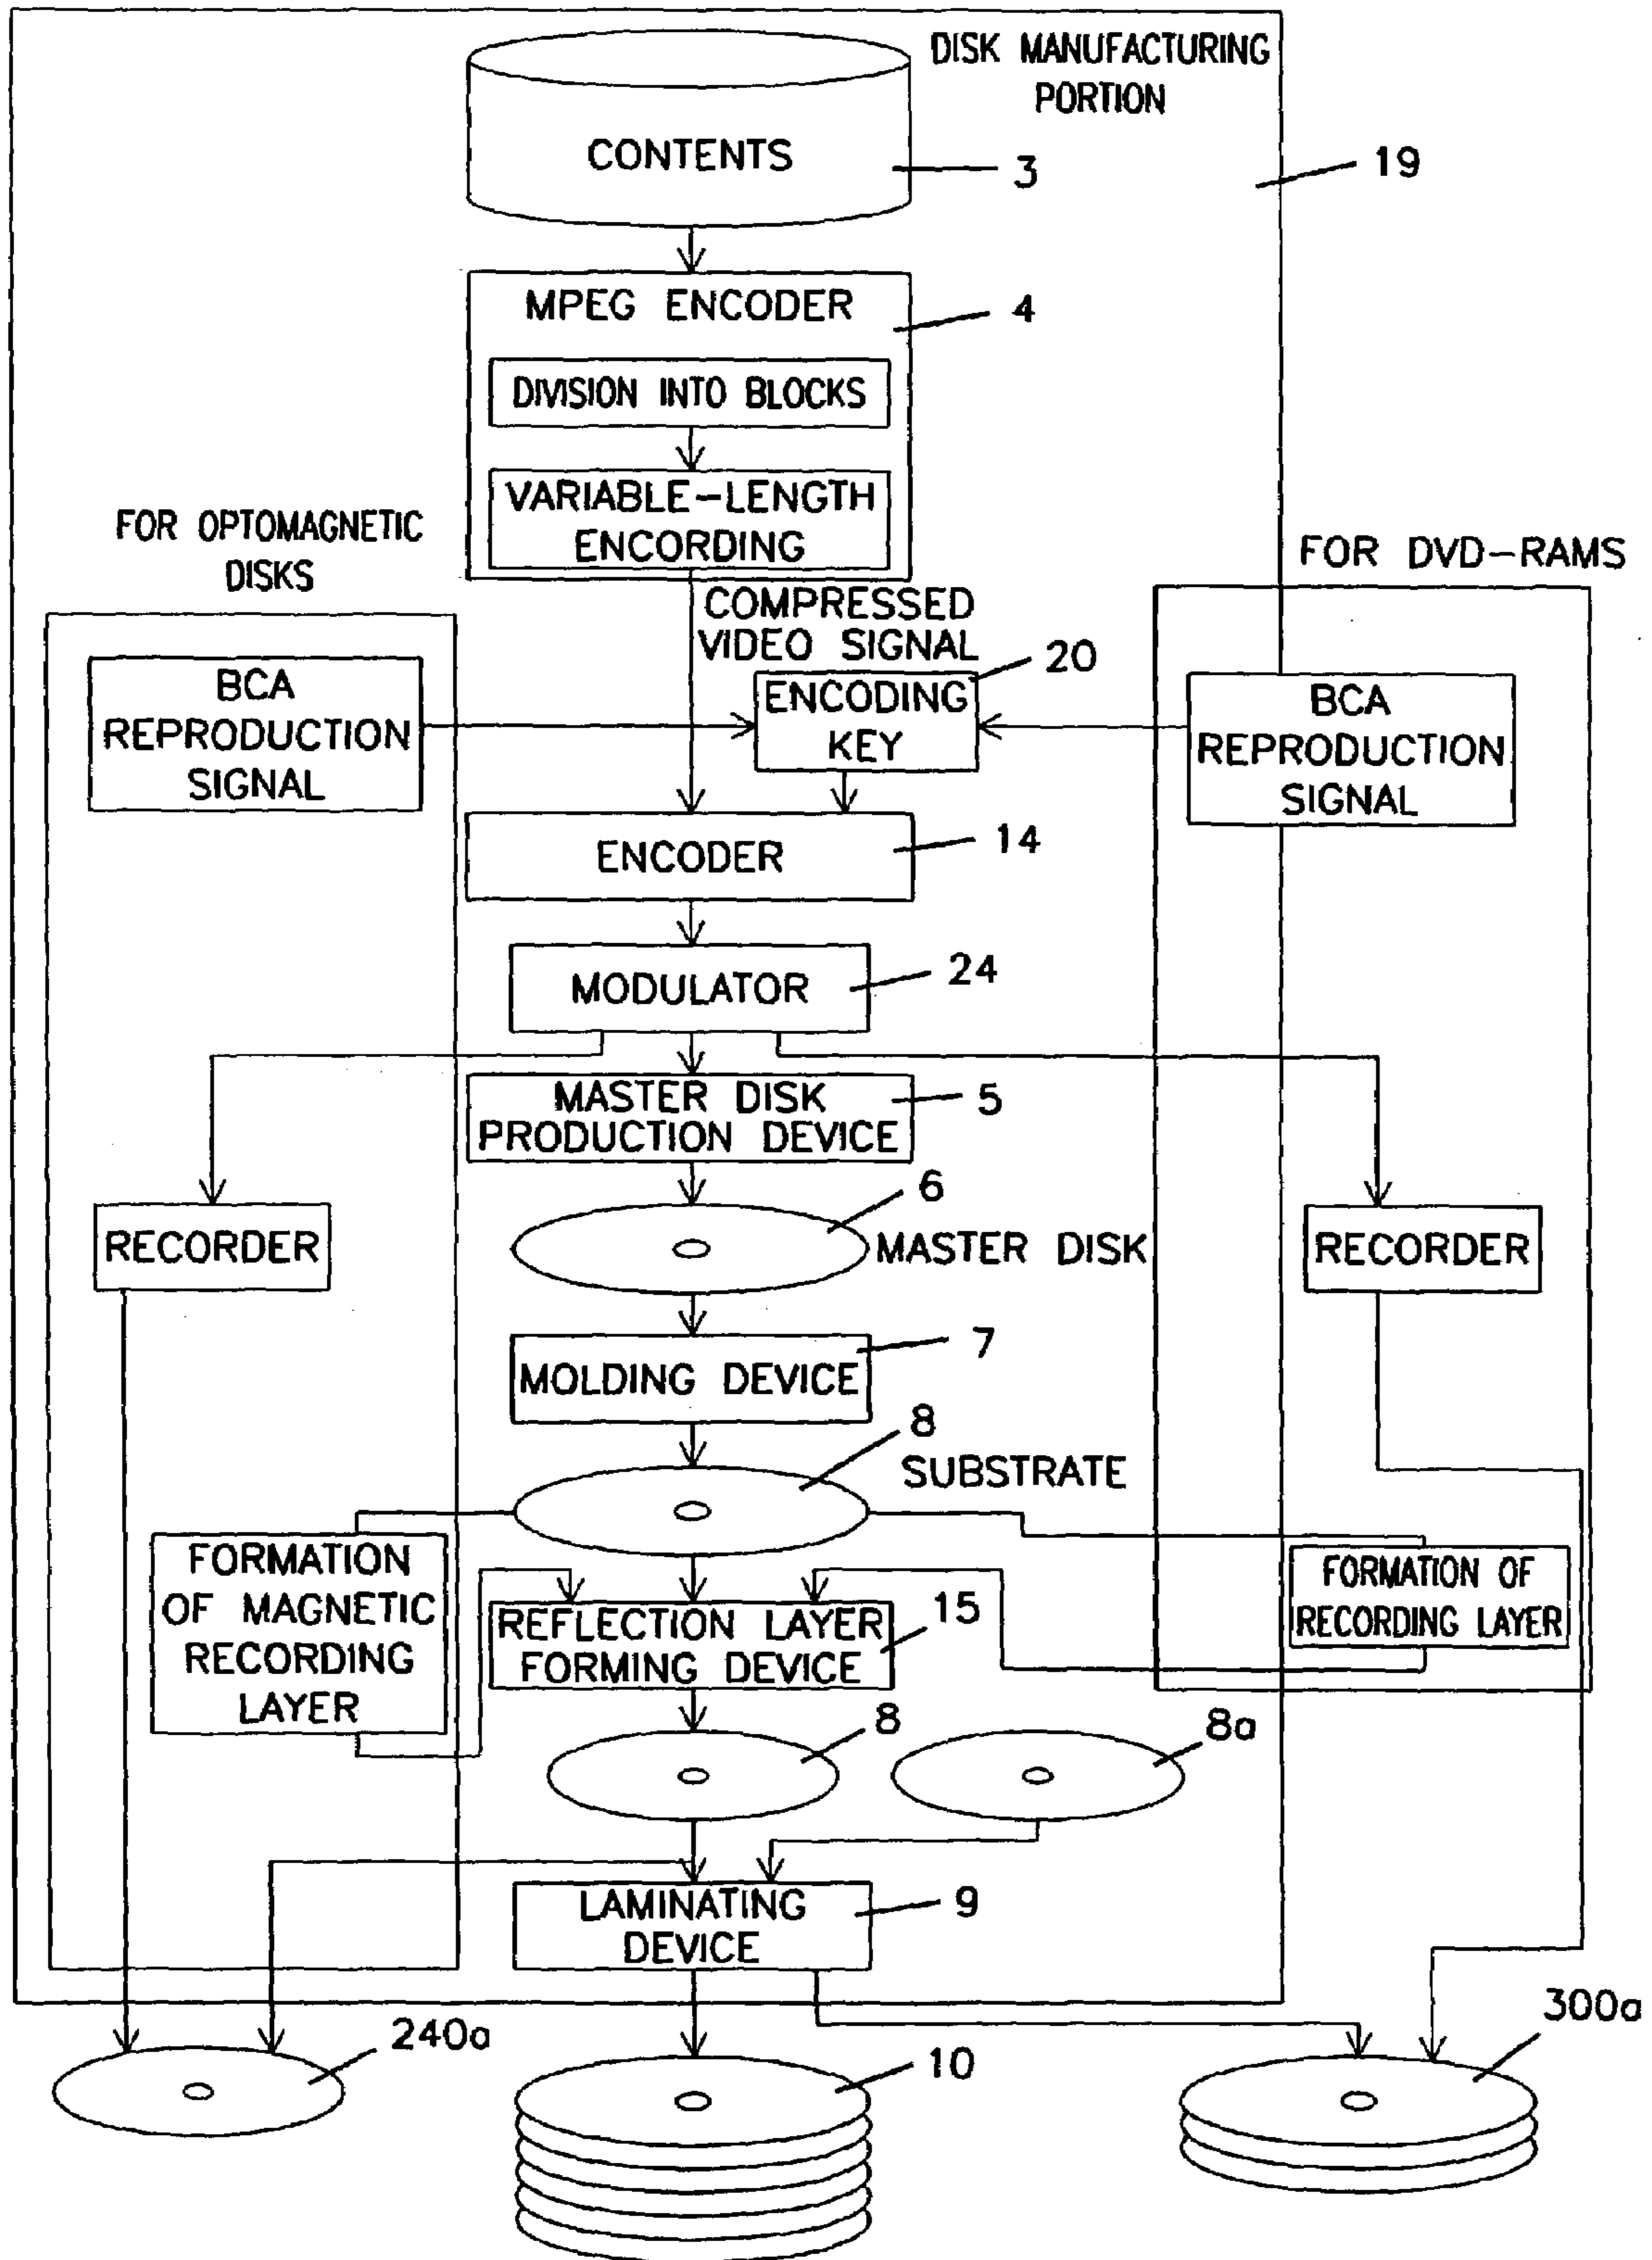 DISK MANUFACTURING
PORTION
CONTENTS
3
19
MPEG ENCODER
4
DIVISION INTO BLOCKS
VARIABLE-LENGTH
ENCORDING
FOR OPTOMAGNETIC
DISKS
FOR DVD-RAMS
COMPRESSED
VIDEO SIGNAL
20
BCA
REPRODUCTION
SIGNAL
ENCODING
KEY
BCA
REPRODUCTION
SIGNAL
ENCODER
14
MODULATOR
24
MASTER DISK
PRODUCTION DEVICE
5
6
RECORDER
MASTER DISK
RECORDER
MOLDING DEVICE
7
8
SUBSTRATE
FORMATION
OF MAGNETIC
RECORDING
LAYER
REFLECTION LAYER
FORMING DEVICE
15
FORMATION OF
RECORDING LAYER
8
8a
LAMINATING
DEVICE
9
240a
10
300a